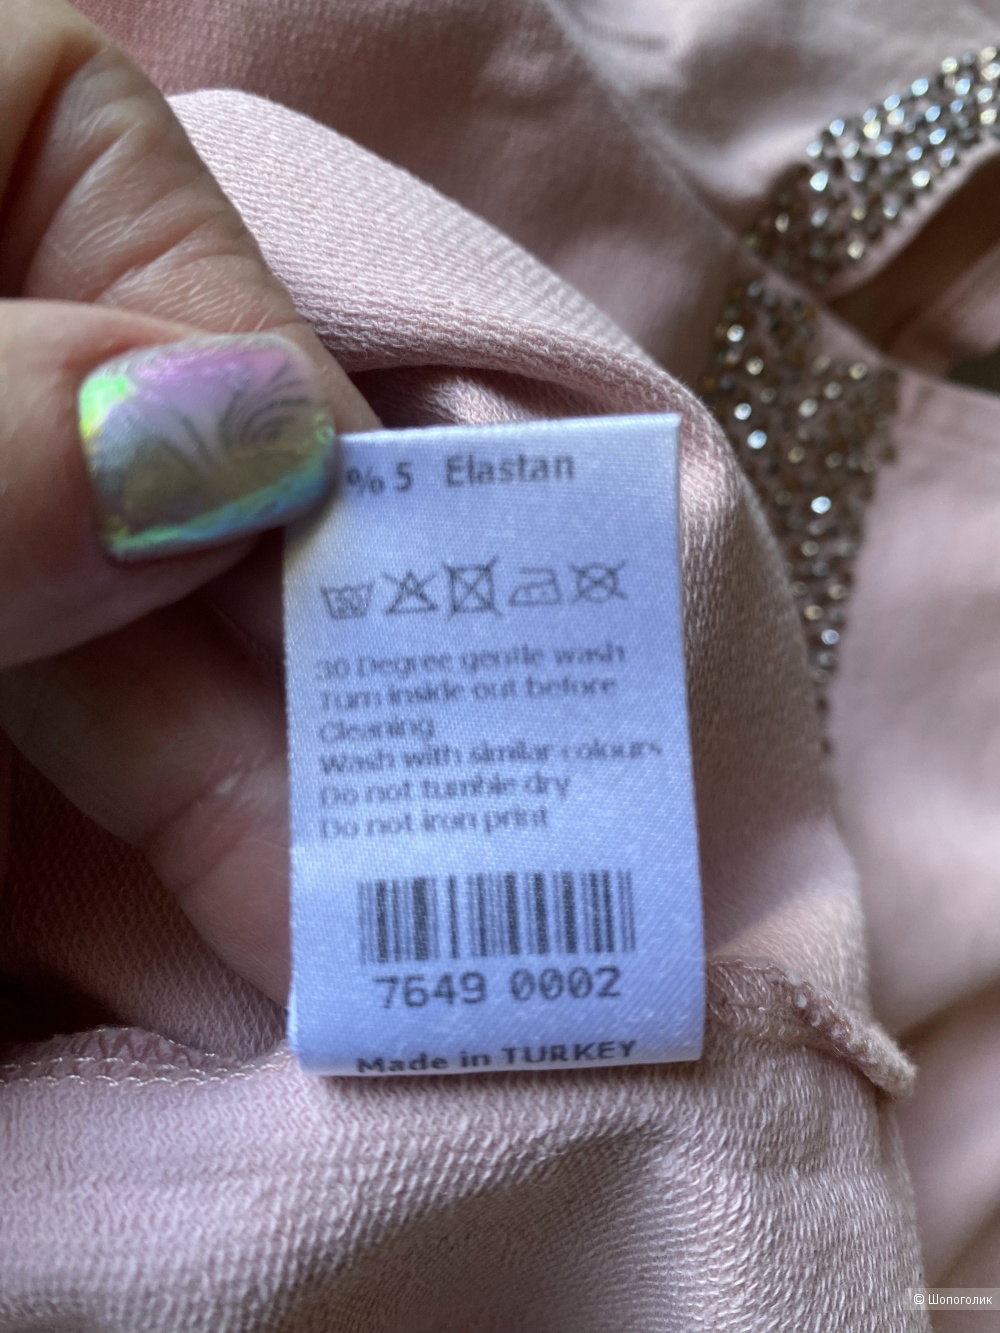 % 5 Elastan
30 Degree gentle wash
Turn inside out before
Cleaning
Wash with similar colours
Do not tumble dry
Do not iron print
7649 0002
Made in TURKEY
© Шопоголик